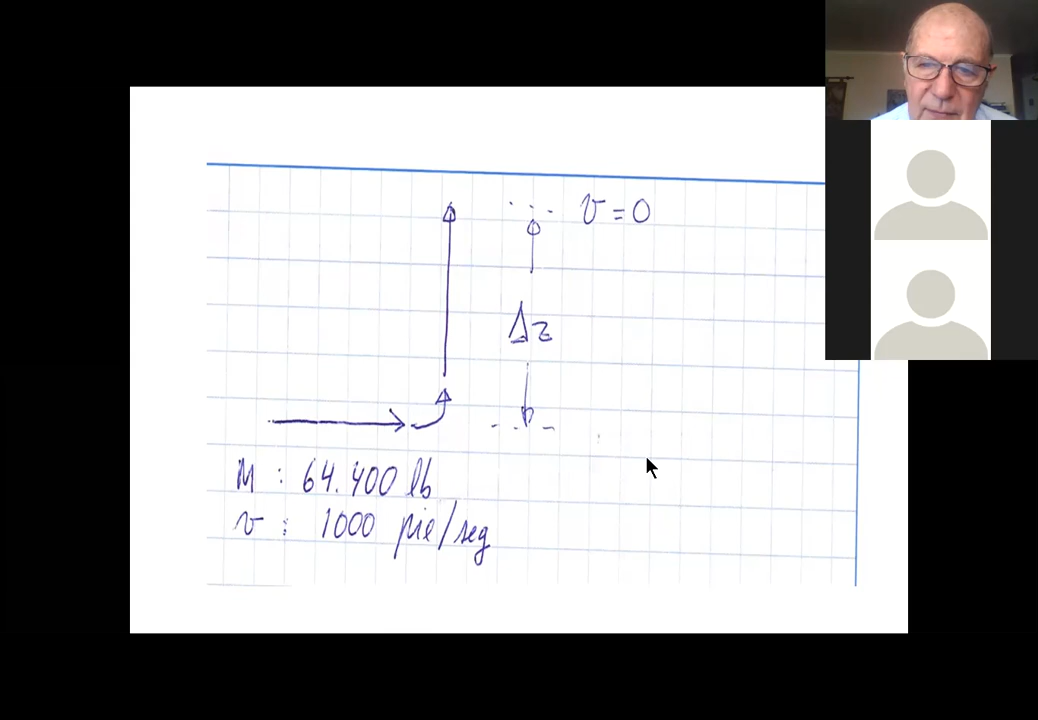 v = 0
Δz
M : 64.400 lb
v : 1000 pie/seg